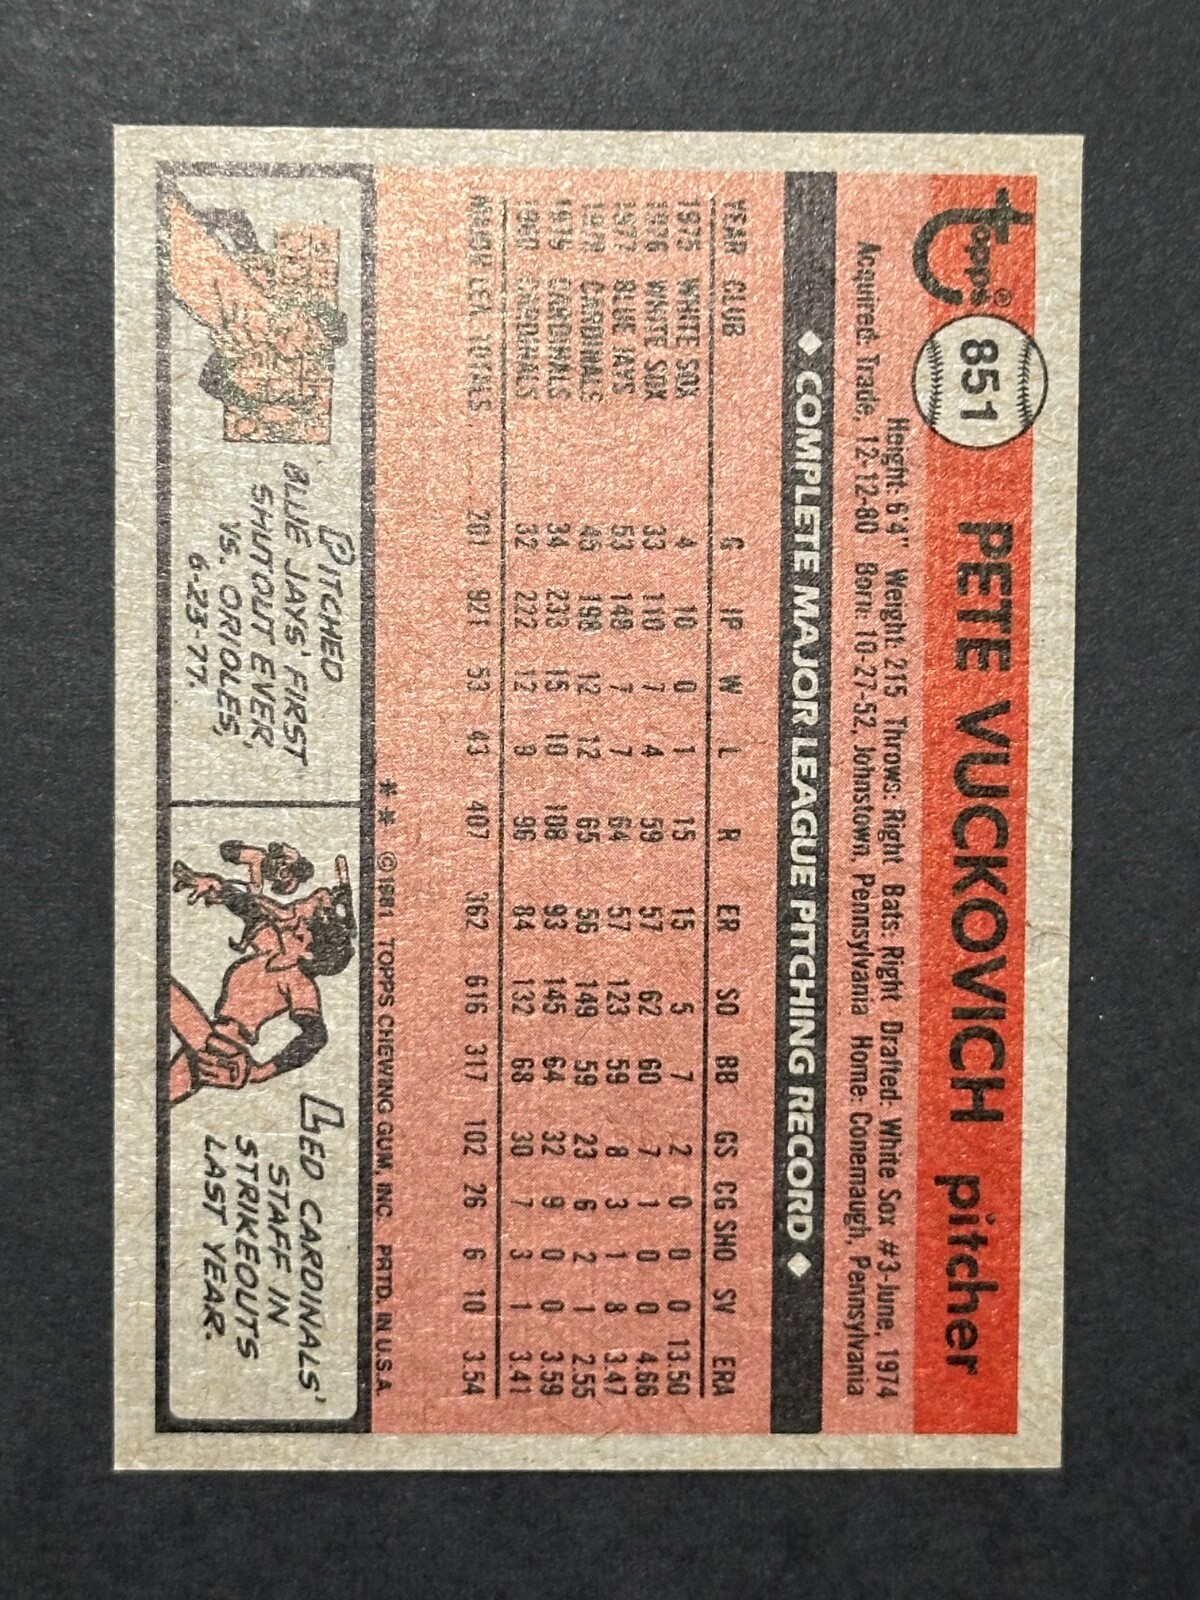 topps®
851
PETE VUCKOVICH pitcher
Height: 6'4" Weight: 215 Throws: Right Bats: Right Drafted: White Sox #3-June, 1974
Acquired: Trade, 12-12-80 Born: 10-27-52, Johnstown, Pennsylvania Home: Conemaugh, Pennsylvania
◆ COMPLETE MAJOR LEAGUE PITCHING RECORD ◆
YEAR CLUB G IP W L R ER SO BB GS CG SHO SV ERA
1975 WHITE SOX 4 10 0 1 15 15 5 7 2 0 0 0 13.50
1976 WHITE SOX 33 110 7 4 59 57 62 60 7 1 0 0 4.66
1977 BLUE JAYS 53 148 7 7 64 57 123 59 8 3 1 8 3.47
1978 CARDINALS 45 198 12 12 65 56 149 59 23 6 2 1 2.55
1979 CARDINALS 34 233 15 10 108 93 145 64 32 9 0 0 3.59
1980 CARDINALS 32 222 12 9 96 84 132 68 30 7 3 1 3.41
MAJOR LEA. TOTALS 201 921 53 43 407 362 616 317 102 26 6 10 3.54
** ©1981 TOPPS CHEWING GUM, INC. PRTD. IN U.S.A.
PITCHED
BLUE JAYS' FIRST
SHUTOUT EVER,
VS. ORIOLES,
6-23-77.
LED CARDINALS'
STAFF IN
STRIKEOUTS
LAST YEAR.